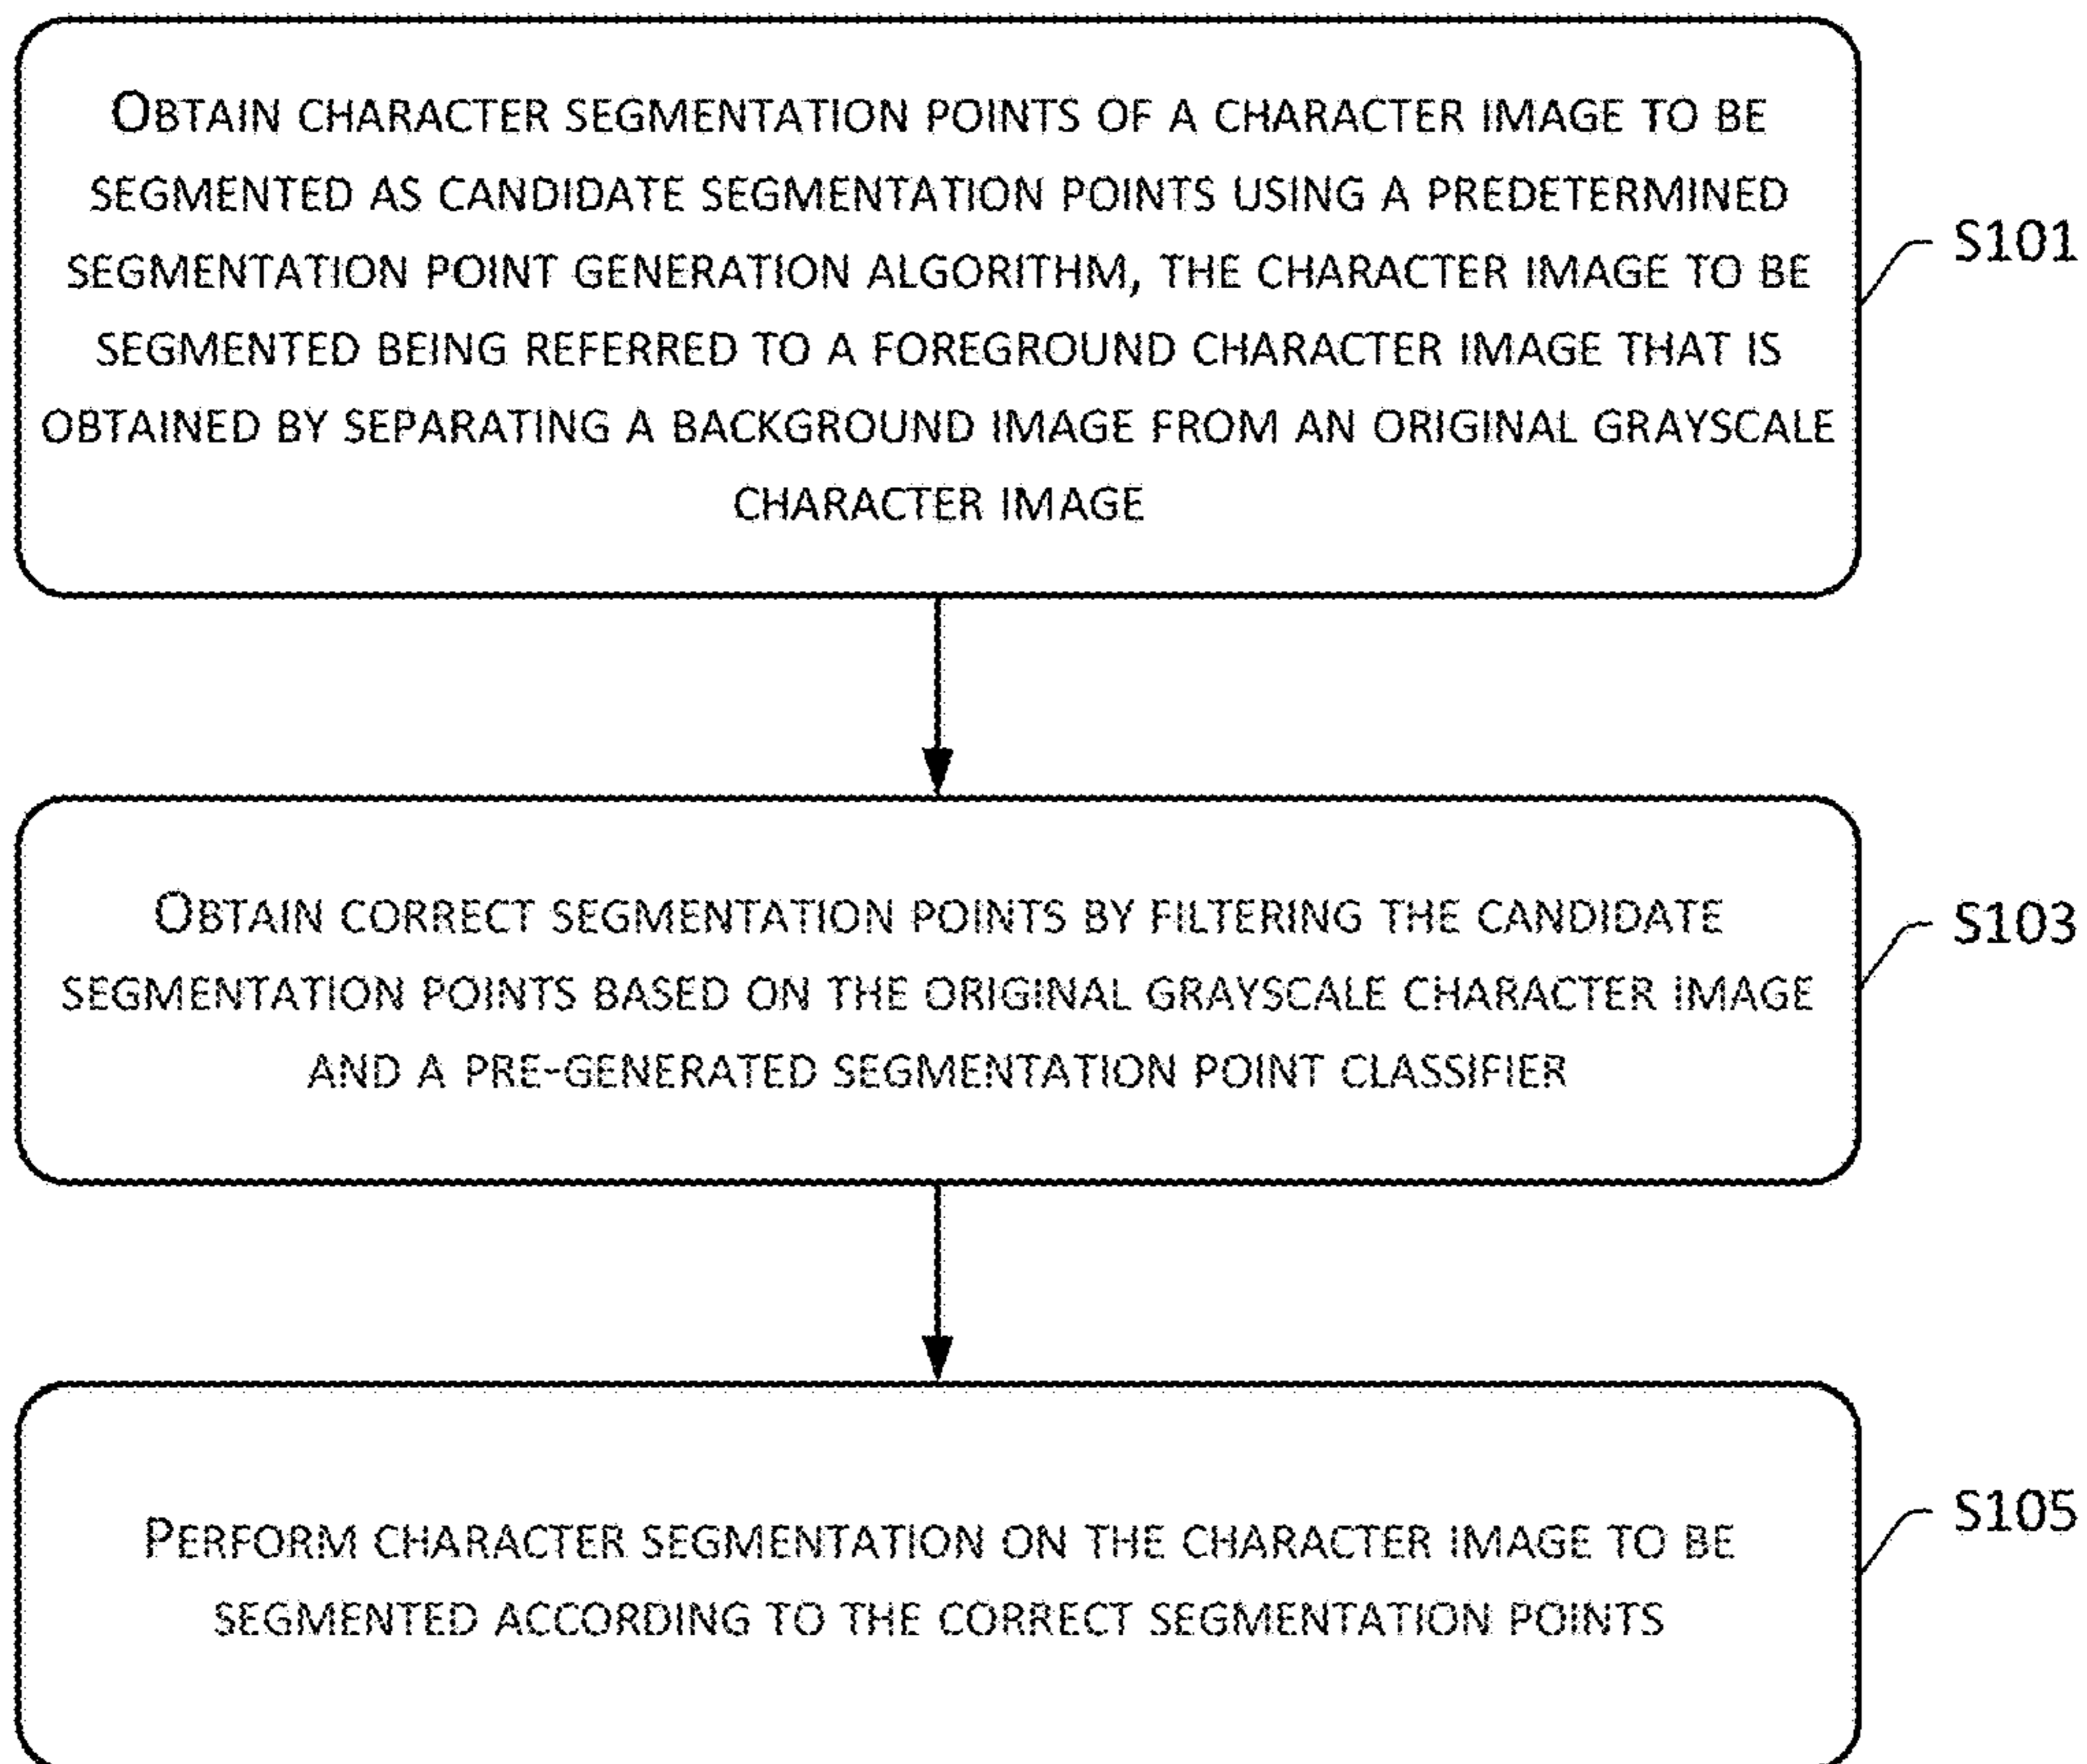 OBTAIN CHARACTER SEGMENTATION POINTS OF A CHARACTER IMAGE TO BE
SEGMENTED AS CANDIDATE SEGMENTATION POINTS USING A PREDETERMINED
SEGMENTATION POINT GENERATION ALGORITHM, THE CHARACTER IMAGE TO BE
SEGMENTED BEING REFERRED TO A FOREGROUND CHARACTER IMAGE THAT IS
OBTAINED BY SEPARATING A BACKGROUND IMAGE FROM AN ORIGINAL GRAYSCALE
CHARACTER IMAGE
S101
OBTAIN CORRECT SEGMENTATION POINTS BY FILTERING THE CANDIDATE
SEGMENTATION POINTS BASED ON THE ORIGINAL GRAYSCALE CHARACTER IMAGE
AND A PRE-GENERATED SEGMENTATION POINT CLASSIFIER
S103
PERFORM CHARACTER SEGMENTATION ON THE CHARACTER IMAGE TO BE
SEGMENTED ACCORDING TO THE CORRECT SEGMENTATION POINTS
S105